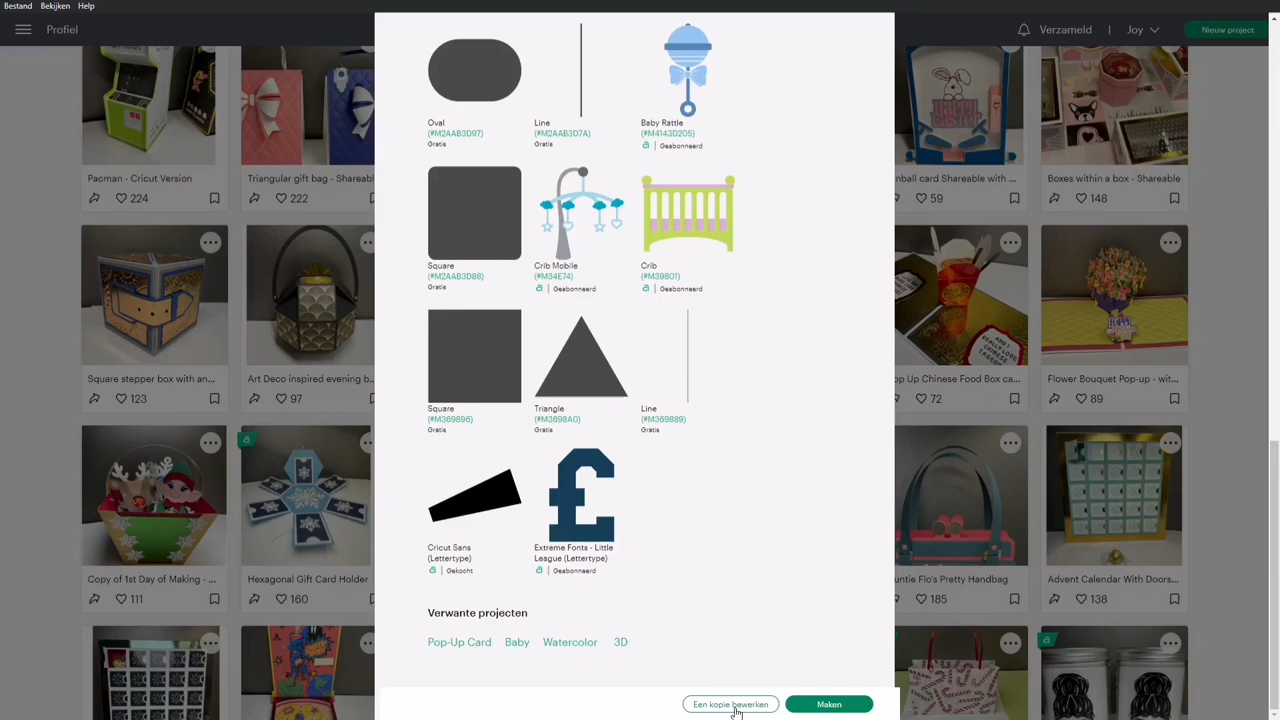 Bestand Bekijken Help
Profiel
Verzameld | Joy
Nieuw project
Oval
(#M2AAB3D97)
Gratis
Line
(#M2AAB3D7A)
Gratis
Baby Rattle
(#M4143D205)
a | Geabonneerd
Square
(#M2AAB3D88)
Gratis
Crib Mobile
(#M34E74)
a | Geabonneerd
Crib
(#M39801)
a | Geabonneerd
Square
(#M369896)
Gratis
Triangle
(#M3698A0)
Gratis
Line
(#M369889)
Gratis
Cricut Sans
(Lettertype)
a | Gekocht
Extreme Fonts - Little
League (Lettertype)
a | Geabonneerd
Verwante projecten
Pop-Up Card Baby Watercolor 3D
Een kopie bewerken
Maken
Pacman - Cricut Version
224
Triangular gift bag - Shareabl
222
nball card Shareable with ...
59
Boxes within a box - Shareable
148
Square stepper box with an...
123
Art Deco inspired evening b
97
Pop Up Chinese Food Box ca...
72
Flower Bouquet Pop-up - wit...
89
Copy of 1st Day of Making - ...
111
Hexagonal Gift Card Holder
160
untie Flo's Pretty Handbag
185
Advent Calendar With Doors...
138